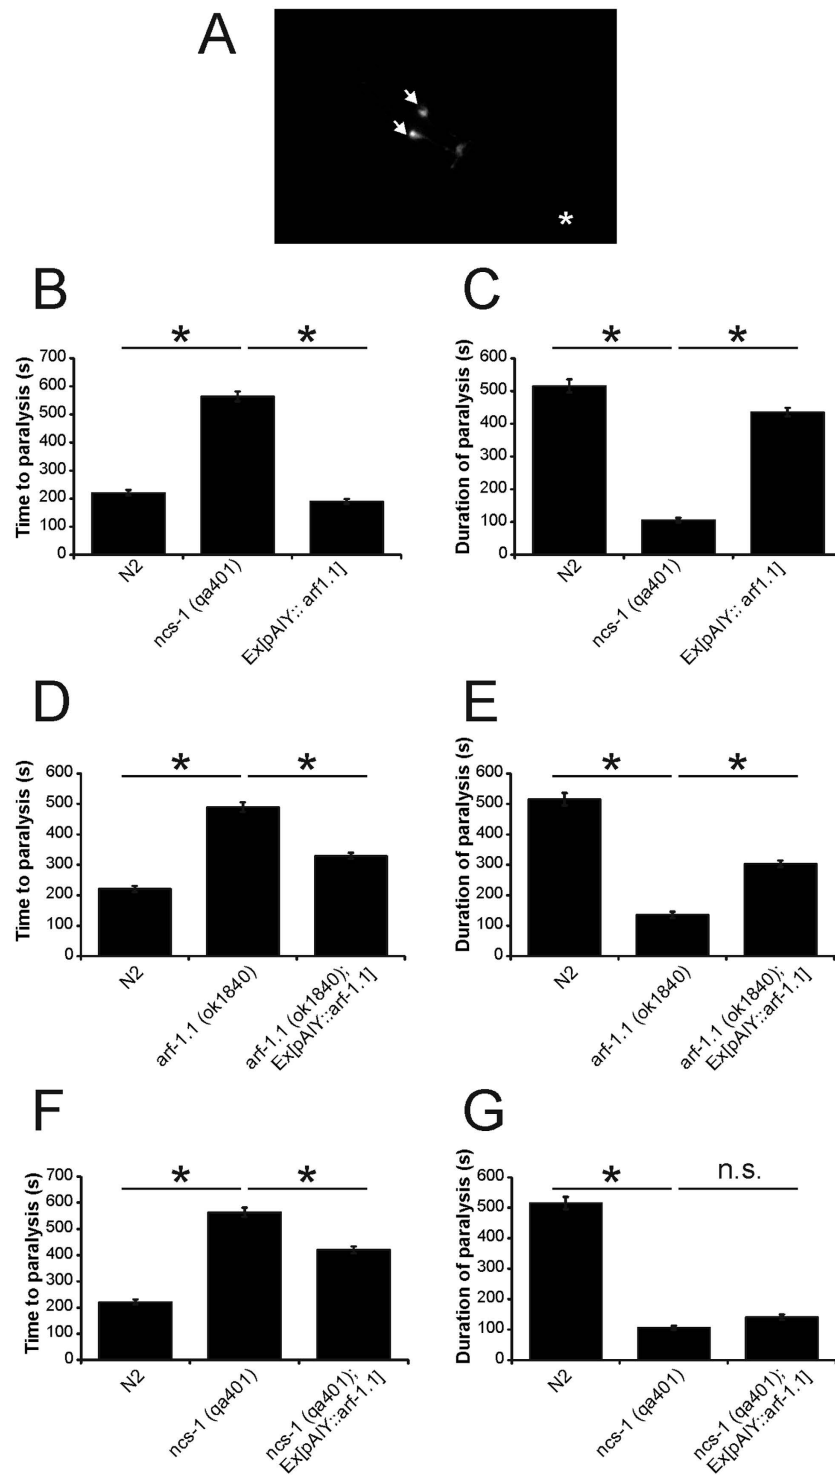 A
*
B
* *
Time to paralysis (s)
700
600
500
400
300
200
100
0
N2
ncs-1 (qa401)
Ex[pAIY:: arf1.1]
C
* *
Duration of paralysis (s)
600
500
400
300
200
100
0
N2
ncs-1 (qa401)
Ex[pAIY:: arf1.1]
D
* *
Time to paralysis (s)
600
500
400
300
200
100
0
N2
arf-1.1 (ok1840)
arf-1.1 (ok1840);
Ex[pAIY::arf-1.1]
E
* *
Duration of paralysis (s)
600
500
400
300
200
100
0
N2
arf-1.1 (ok1840)
arf-1.1 (ok1840);
Ex[pAIY::arf-1.1]
F
* *
Time to paralysis (s)
700
600
500
400
300
200
100
0
N2
ncs-1 (qa401)
ncs-1 (qa401);
Ex[pAIY::arf-1.1]
G
* n.s.
Duration of paralysis (s)
600
500
400
300
200
100
0
N2
ncs-1 (qa401)
ncs-1 (qa401);
Ex[pAIY::arf-1.1]